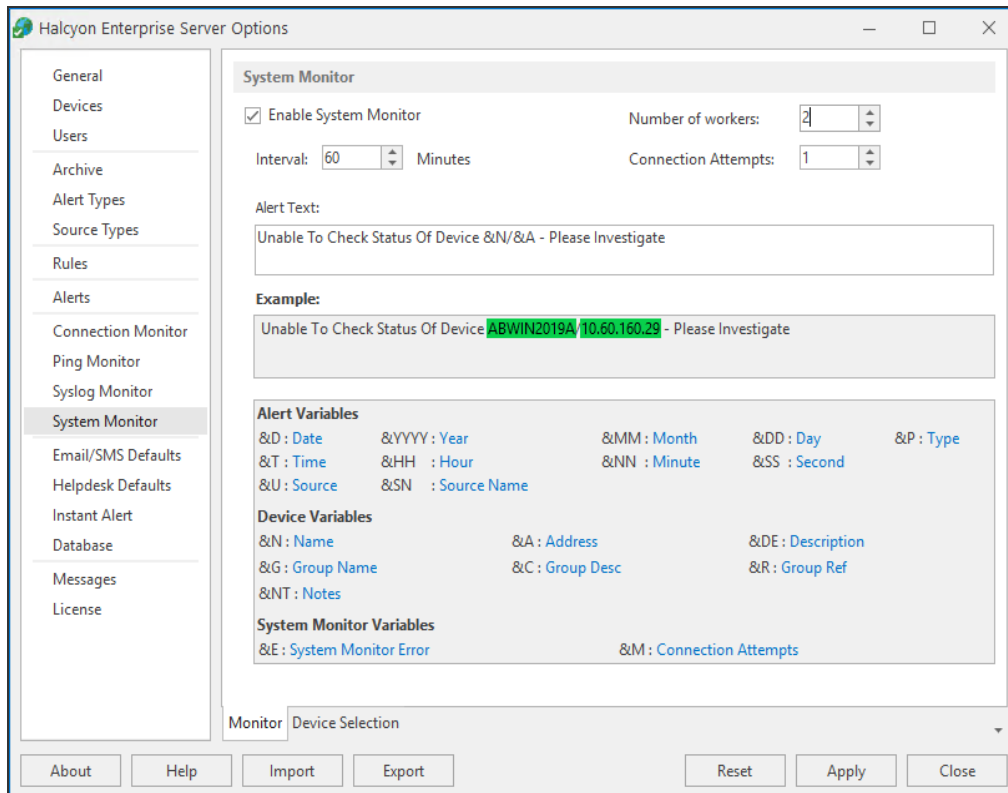 Halcyon Enterprise Server Options
General
Devices
Users
Archive
Alert Types
Source Types
Rules
Alerts
Connection Monitor
Ping Monitor
Syslog Monitor
System Monitor
Email/SMS Defaults
Helpdesk Defaults
Instant Alert
Database
Messages
License
System Monitor
Enable System Monitor
Number of workers: 2
Interval: 60 Minutes
Connection Attempts: 1
Alert Text:
Unable To Check Status Of Device &N/&A - Please Investigate
Example:
Unable To Check Status Of Device ABWIN2019A/10.60.160.29 - Please Investigate
Alert Variables
&D : Date &YYYY : Year &MM : Month &DD : Day &P : Type
&T : Time &HH : Hour &NN : Minute &SS : Second
&U : Source &SN : Source Name
Device Variables
&N : Name &A : Address &DE : Description
&G : Group Name &C : Group Desc &R : Group Ref
&NT : Notes
System Monitor Variables
&E : System Monitor Error &M : Connection Attempts
Monitor Device Selection
About Help Import Export Reset Apply Close